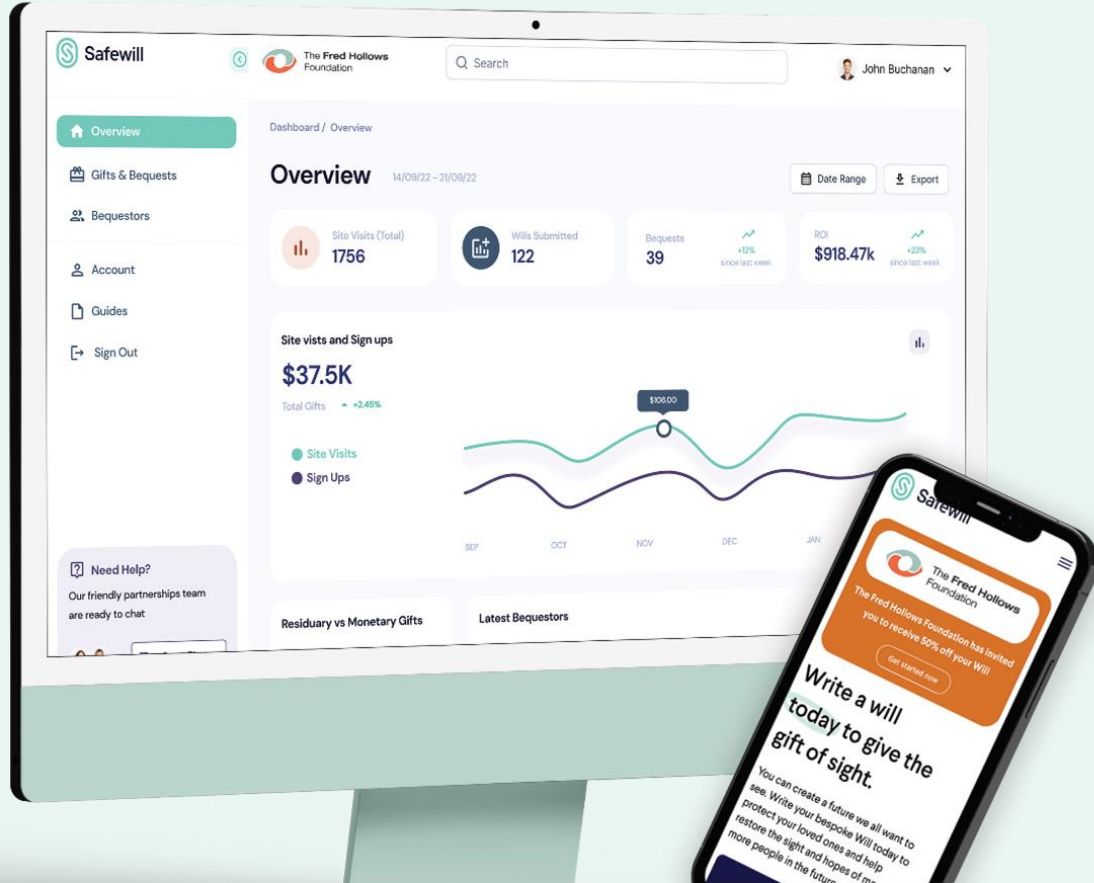 Safewill
The Fred Hollows
Foundation
Search
John Buchanan
Overview
Gifts & Bequests
Bequestors
Account
Guides
Sign Out
Need Help?
Our friendly partnerships team
are ready to chat
Dashboard / Overview
Overview
14/09/22 - 21/09/22
Date Range
Export
Site Visits (Total)
1756
Wills Submitted
122
Bequests
39
+12%
since last week
ROI
$918.47k
+23%
since last week
Site vists and Sign ups
$37.5K
Total Gifts
+2.45%
Site Visits
Sign Ups
$108.00
SEP
OCT
NOV
DEC
JAN
Residuary vs Monetary Gifts
Latest Bequestors
Safewill
The Fred Hollows
Foundation
The Fred Hollows Foundation has invited
you to receive 50% off your Will
Get started now
Write a will
today to give the
gift of sight.
You can create a future we all want to
see. Write your bespoke Will today to
protect your loved ones and help
restore the sight and hopes of
more people in the future